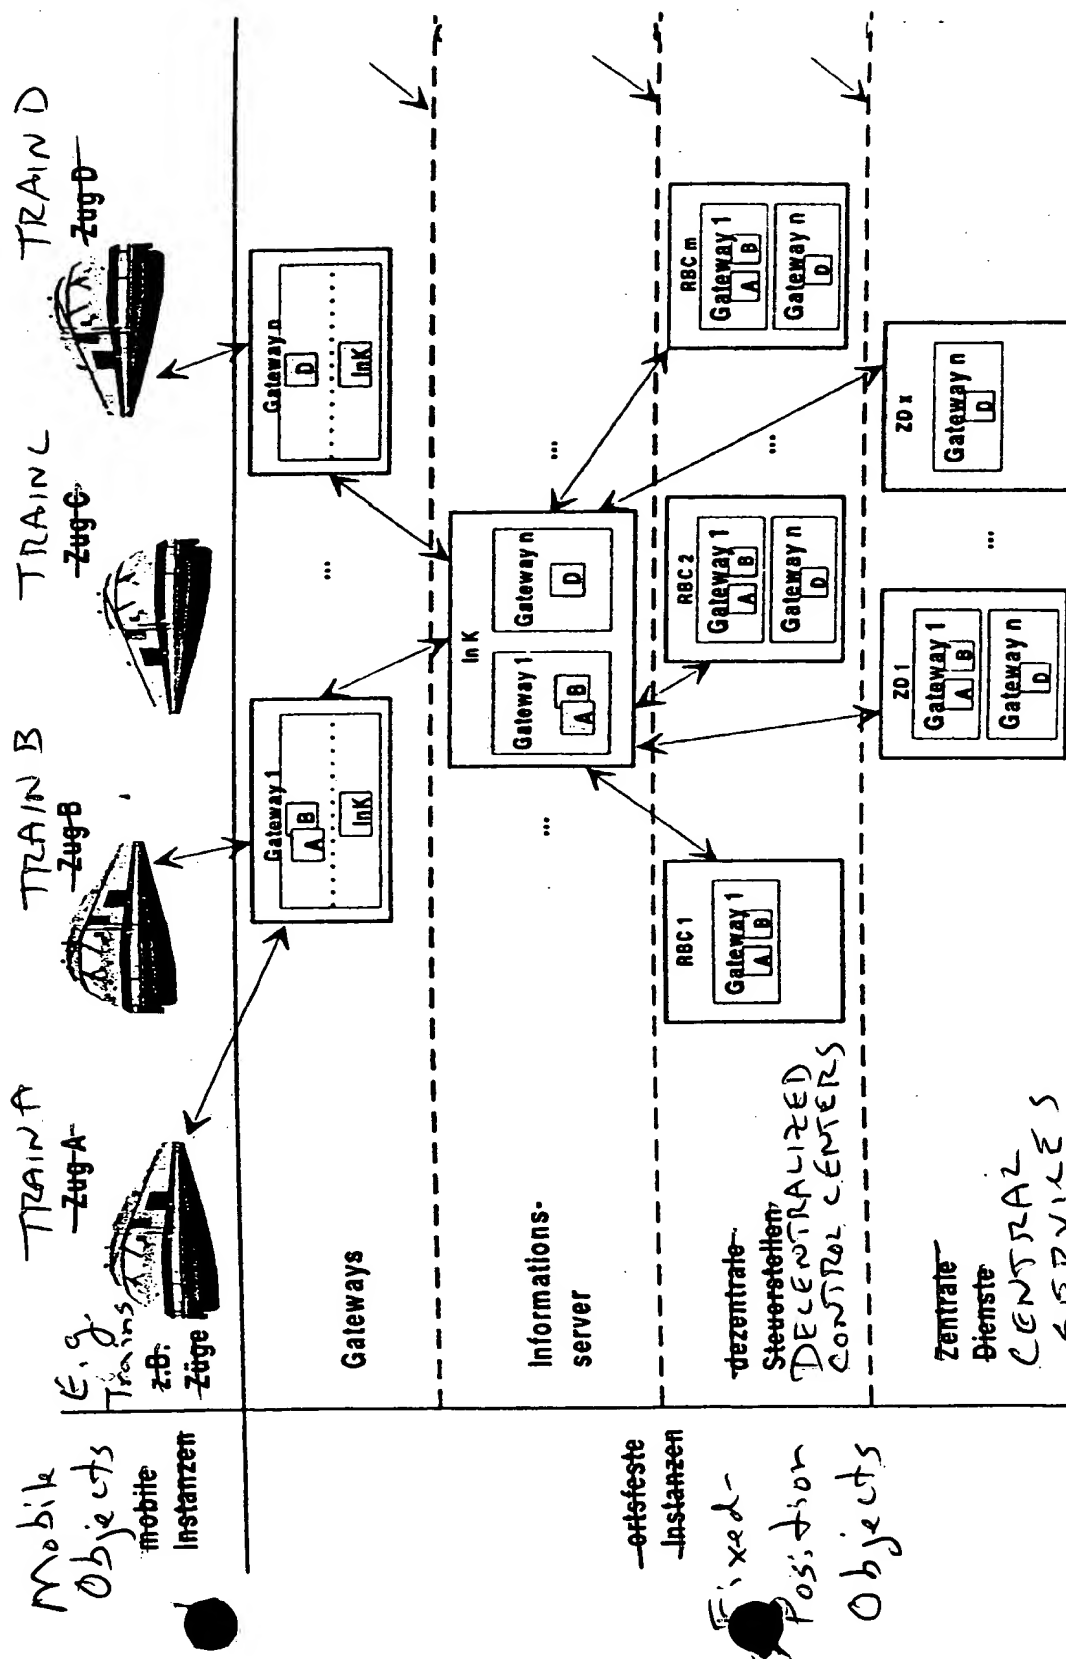 Mobile
Objects
mobile
Instanzen
E.g.
Trains
z.B.
Züge
TRAIN A
Zug A
TRAIN B
Zug B
TRAIN C
Zug C
TRAIN D
Zug D
ortsfeste
Instanzen
Fixed-
Position
Objects
Gateways
Gateway 1
A
B
InK
...
Gateway n
D
InK
Informations-
server
...
In K
Gateway 1
A
B
Gateway n
D
...
dezentrale
Steuerstellen
DECENTRALIZED
CONTROL CENTERS
RBC 1
Gateway 1
A
B
RBC 2
Gateway 1
A
B
Gateway n
D
...
RBC m
Gateway 1
A
B
Gateway n
D
Zentrale
Dienste
CENTRAL
SERVICES
ZD 1
Gateway 1
A
B
Gateway n
D
...
ZD x
Gateway n
D